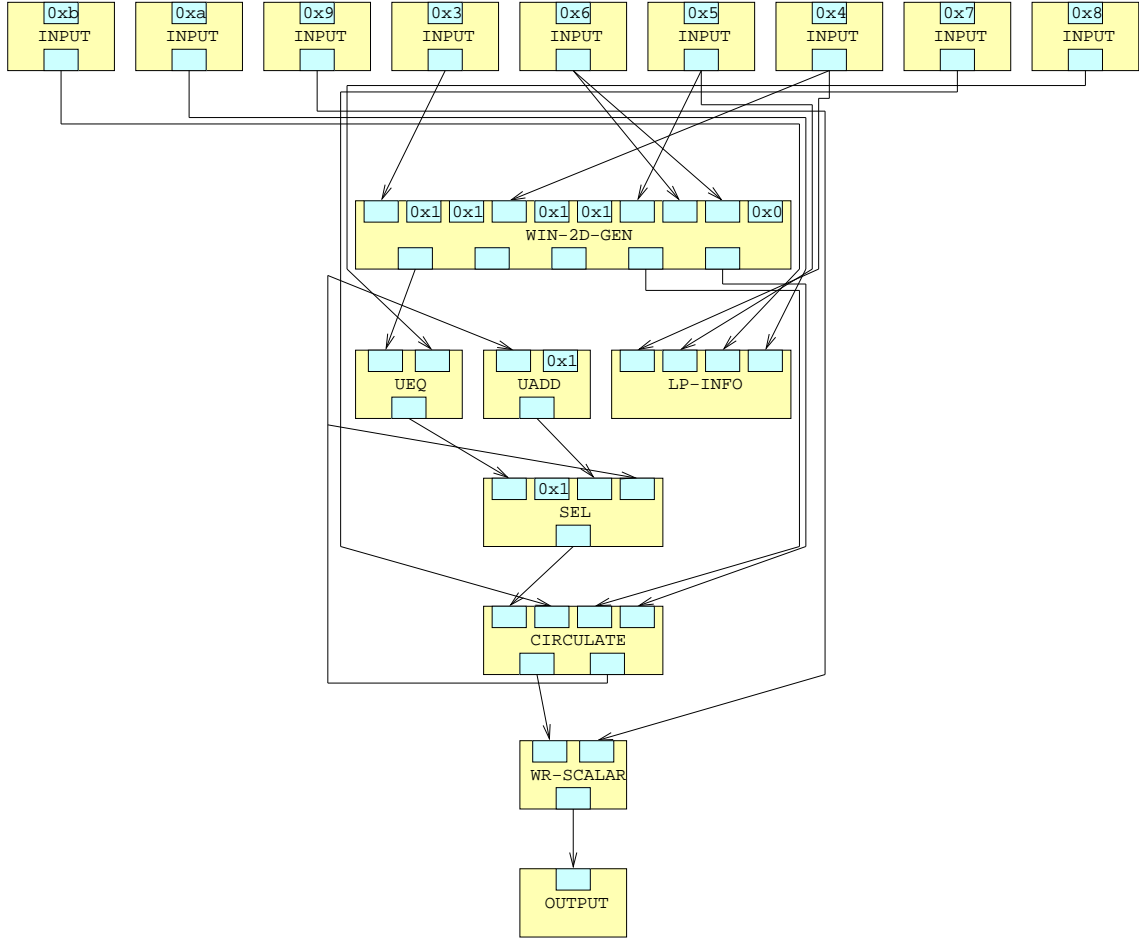 0xb 0xa 0x9 0x3 0x6 0x5 0x4 0x7 0x8
INPUT INPUT INPUT INPUT INPUT INPUT INPUT INPUT INPUT
0x1 0x1 0x1 0x1 0x0
WIN-2D-GEN
0x1
UEQ UADD LP-INFO
0x1
SEL
CIRCULATE
WR-SCALAR
OUTPUT